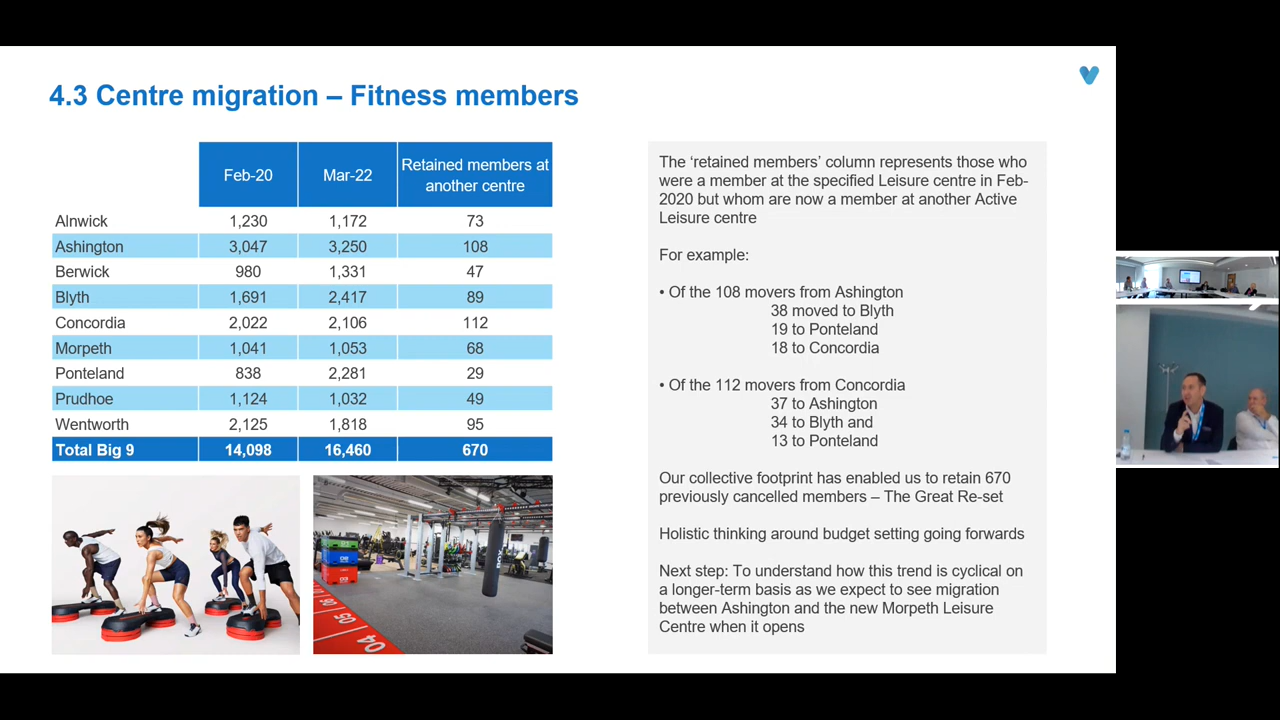 4.3 Centre migration – Fitness members
Feb-20 Mar-22 Retained members at another centre
Alnwick 1,230 1,172 73
Ashington 3,047 3,250 108
Berwick 980 1,331 47
Blyth 1,691 2,417 89
Concordia 2,022 2,106 112
Morpeth 1,041 1,053 68
Ponteland 838 2,281 29
Prudhoe 1,124 1,032 49
Wentworth 2,125 1,818 95
Total Big 9 14,098 16,460 670
The ‘retained members’ column represents those who
were a member at the specified Leisure centre in Feb-
2020 but whom are now a member at another Active
Leisure centre
For example:
• Of the 108 movers from Ashington
38 moved to Blyth
19 to Ponteland
18 to Concordia
• Of the 112 movers from Concordia
37 to Ashington
34 to Blyth and
13 to Ponteland
Our collective footprint has enabled us to retain 670
previously cancelled members – The Great Re-set
Holistic thinking around budget setting going forwards
Next step: To understand how this trend is cyclical on
a longer-term basis as we expect to see migration
between Ashington and the new Morpeth Leisure
Centre when it opens
04
05